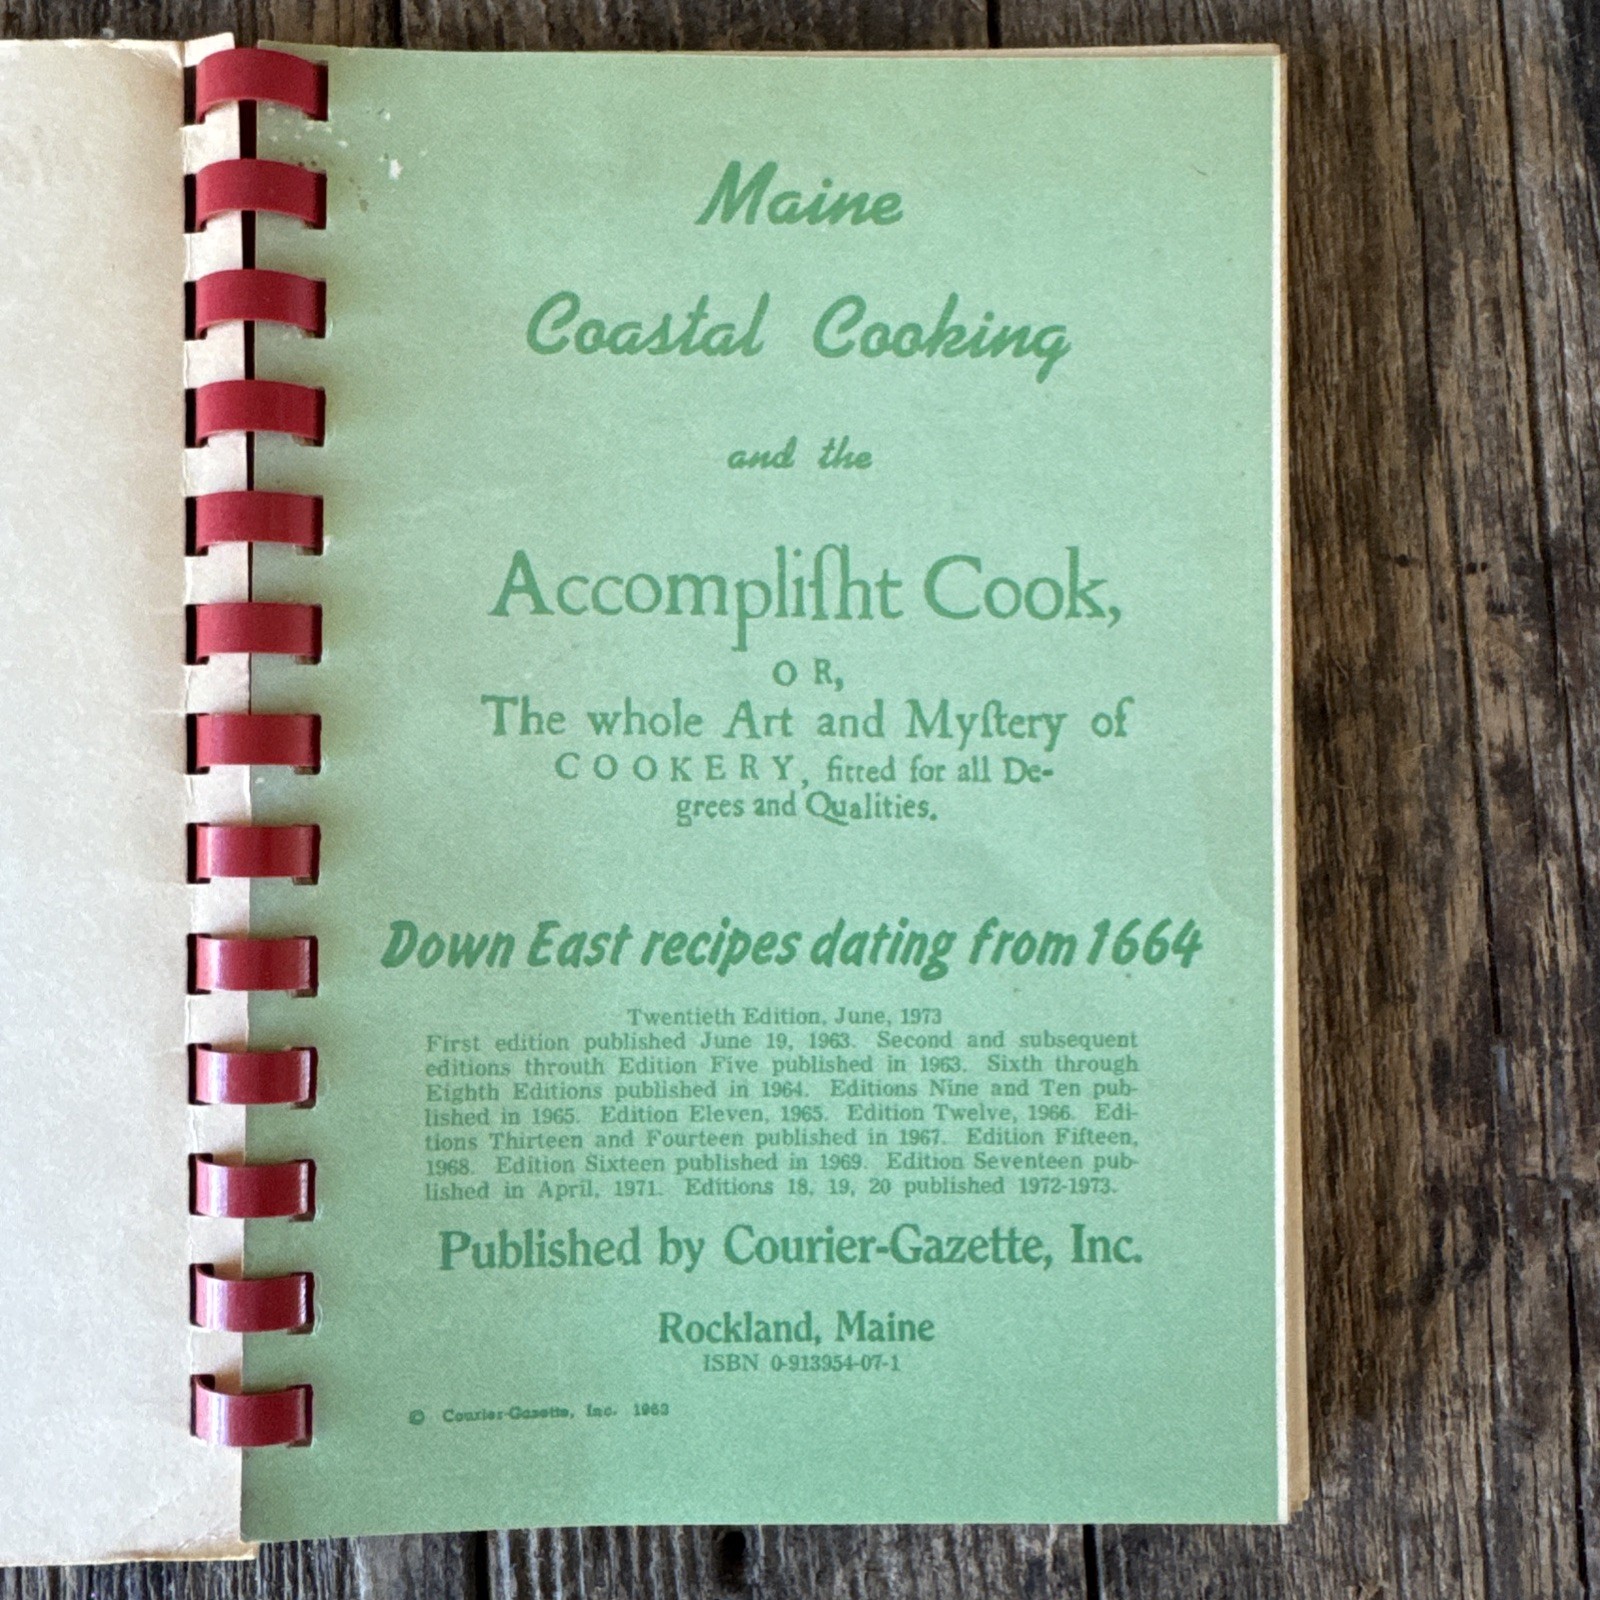 Maine
Coastal Cooking
and the
Accompliſht Cook,
OR,
The whole Art and Myſtery of
COOKERY, fitted for all De-
grees and Qualities.
Down East recipes dating from 1664
Twentieth Edition, June, 1973
First edition published June 19, 1963. Second and subsequent
editions throuth Edition Five published in 1963. Sixth through
Eighth Editions published in 1964. Editions Nine and Ten pub-
lished in 1965. Edition Eleven, 1965. Edition Twelve, 1966. Edi-
tions Thirteen and Fourteen published in 1967. Edition Fifteen,
1968. Edition Sixteen published in 1969. Edition Seventeen pub-
lished in April, 1971. Editions 18, 19, 20 published 1972-1973.
Published by Courier-Gazette, Inc.
Rockland, Maine
ISBN 0-913954-07-1
© Courier-Gazette, Inc. 1963